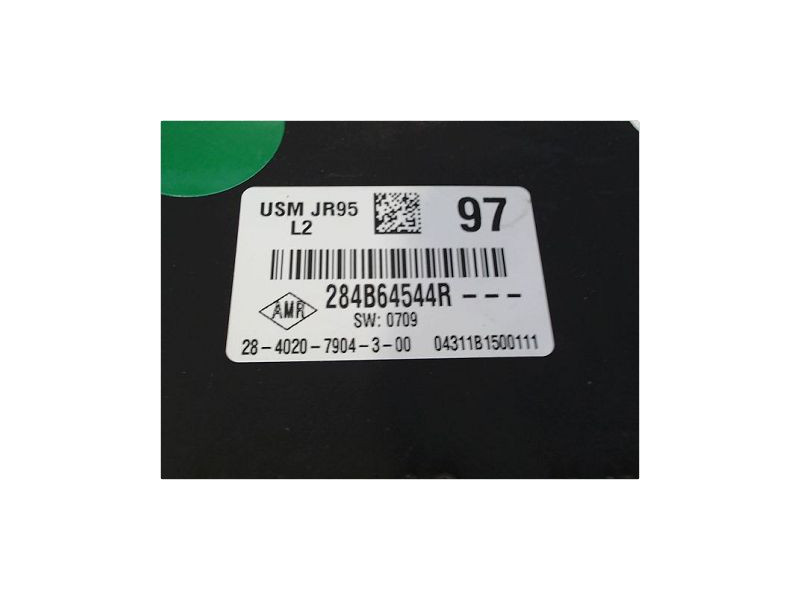 USM JR95
L2
97
284B64544R - - -
AMR
SW: 0709
28-4020-7904-3-00 04311B1500111